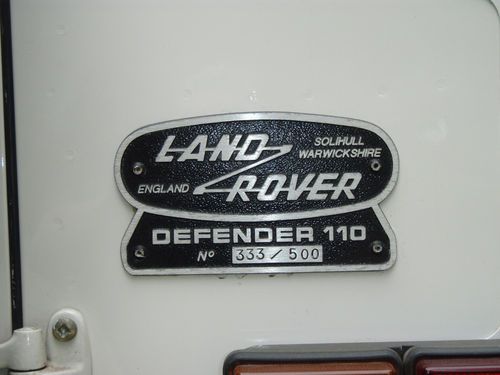 LAND
SOLIHULL
WARWICKSHIRE
ENGLAND
ROVER
DEFENDER 110
No 333/500